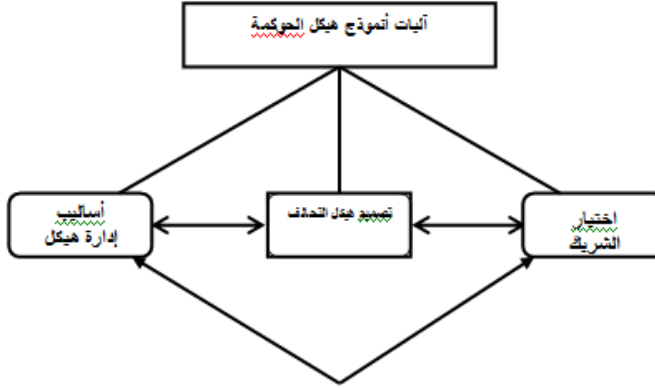 آليات أنموذج هيكل الحوكمة
اختيار
الشريك
تصميم هيكل التحالف
أساليب
إدارة هيكل